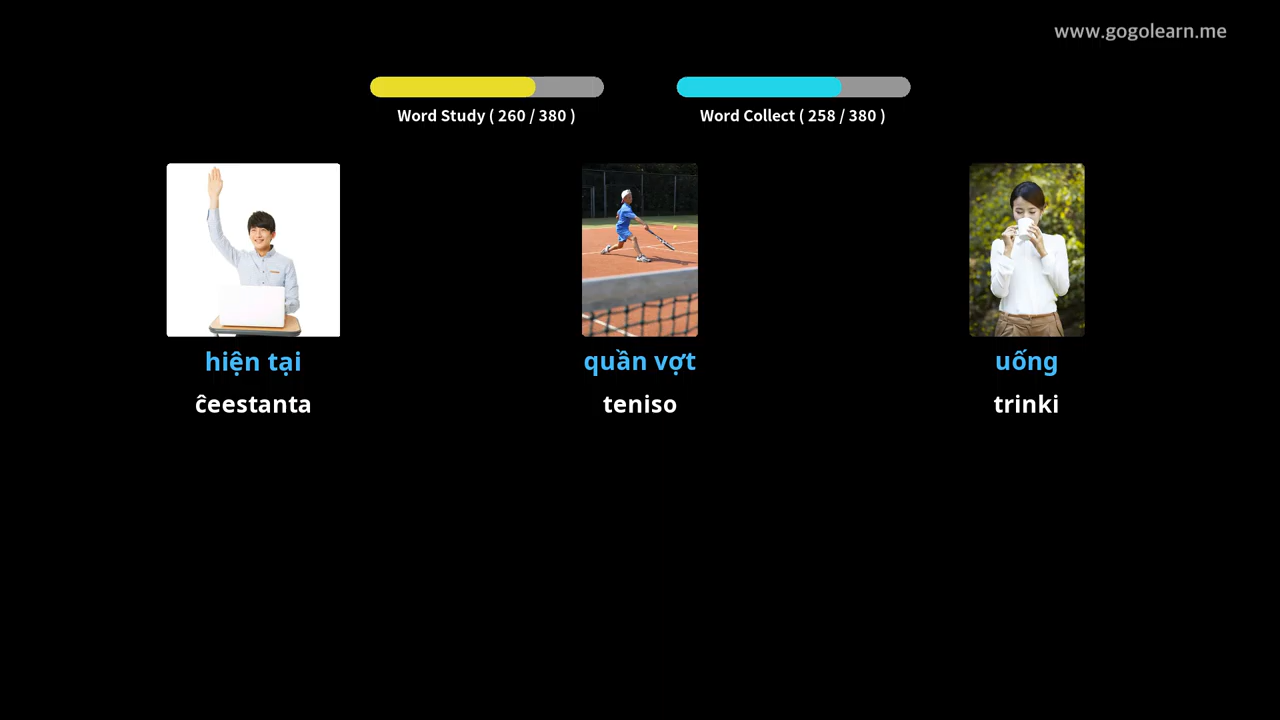 www.gogolearn.me
Word Study ( 260 / 380 )
Word Collect ( 258 / 380 )
hiện tại
quần vợt
uống
ĉeestanta
teniso
trinki